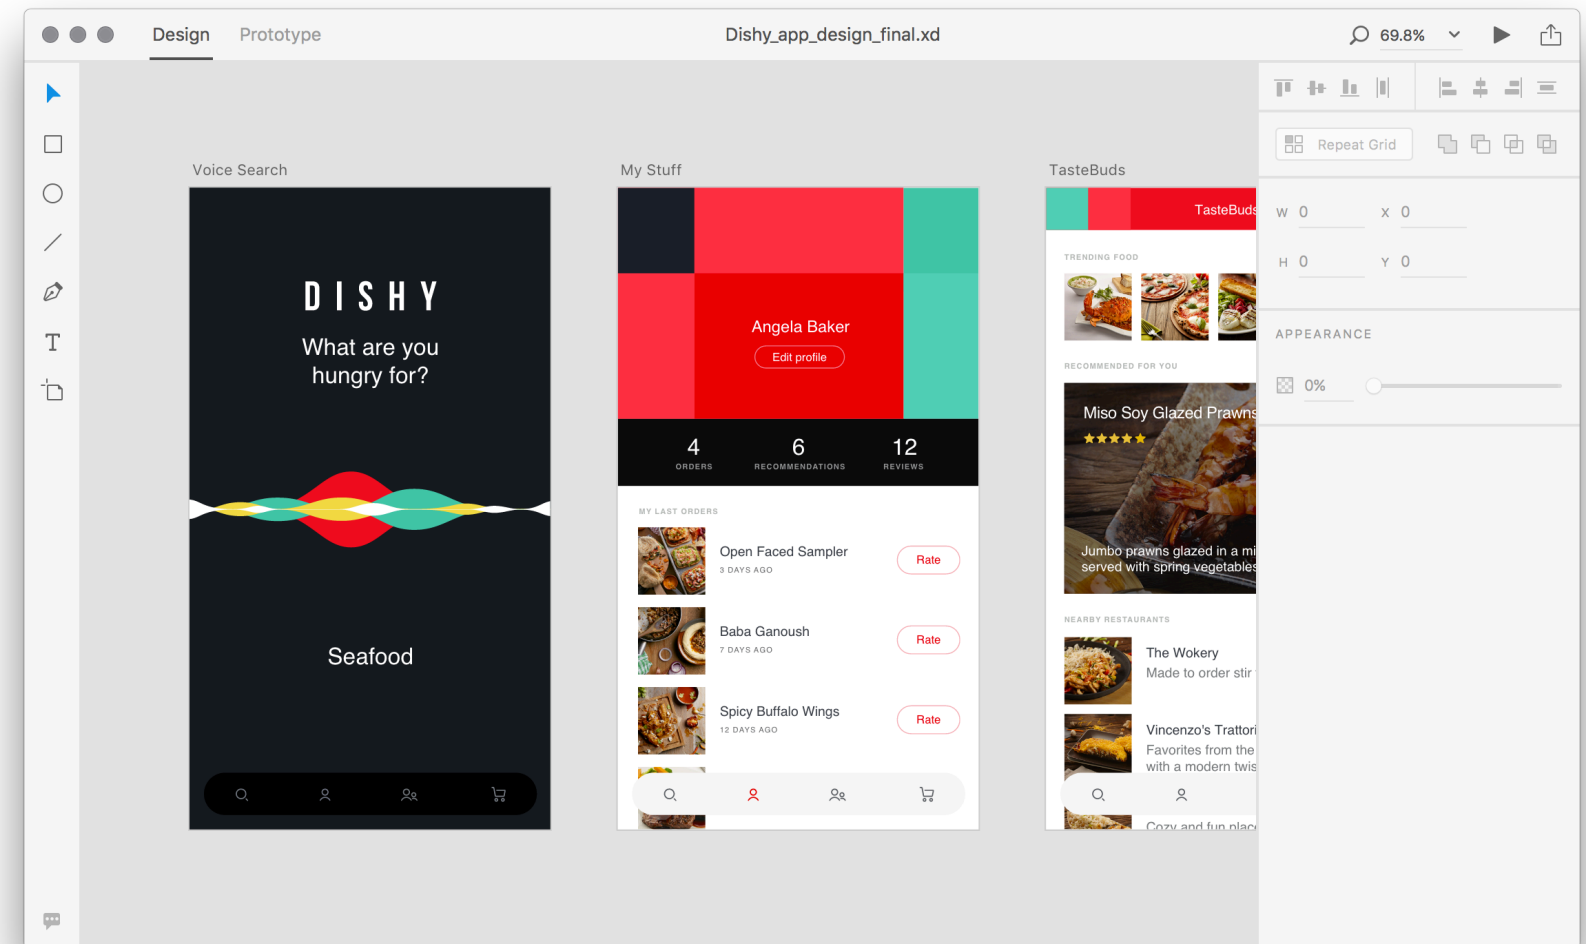 Design
Prototype
Dishy_app_design_final.xd
69.8%
Repeat Grid
W 0
X 0
H 0
Y 0
APPEARANCE
0%
Voice Search
DISHY
What are you
hungry for?
Seafood
My Stuff
Angela Baker
Edit profile
4
ORDERS
6
RECOMMENDATIONS
12
REVIEWS
MY LAST ORDERS
Open Faced Sampler
3 DAYS AGO
Rate
Baba Ganoush
7 DAYS AGO
Rate
Spicy Buffalo Wings
12 DAYS AGO
Rate
TasteBuds
TasteBuds
TRENDING FOOD
RECOMMENDED FOR YOU
Miso Soy Glazed Prawns
Jumbo prawns glazed in a mi
served with spring vegetables
NEARBY RESTAURANTS
The Wokery
Made to order stir
Vincenzo's Trattori
Favorites from the
with a modern twis
Cozy and fun place